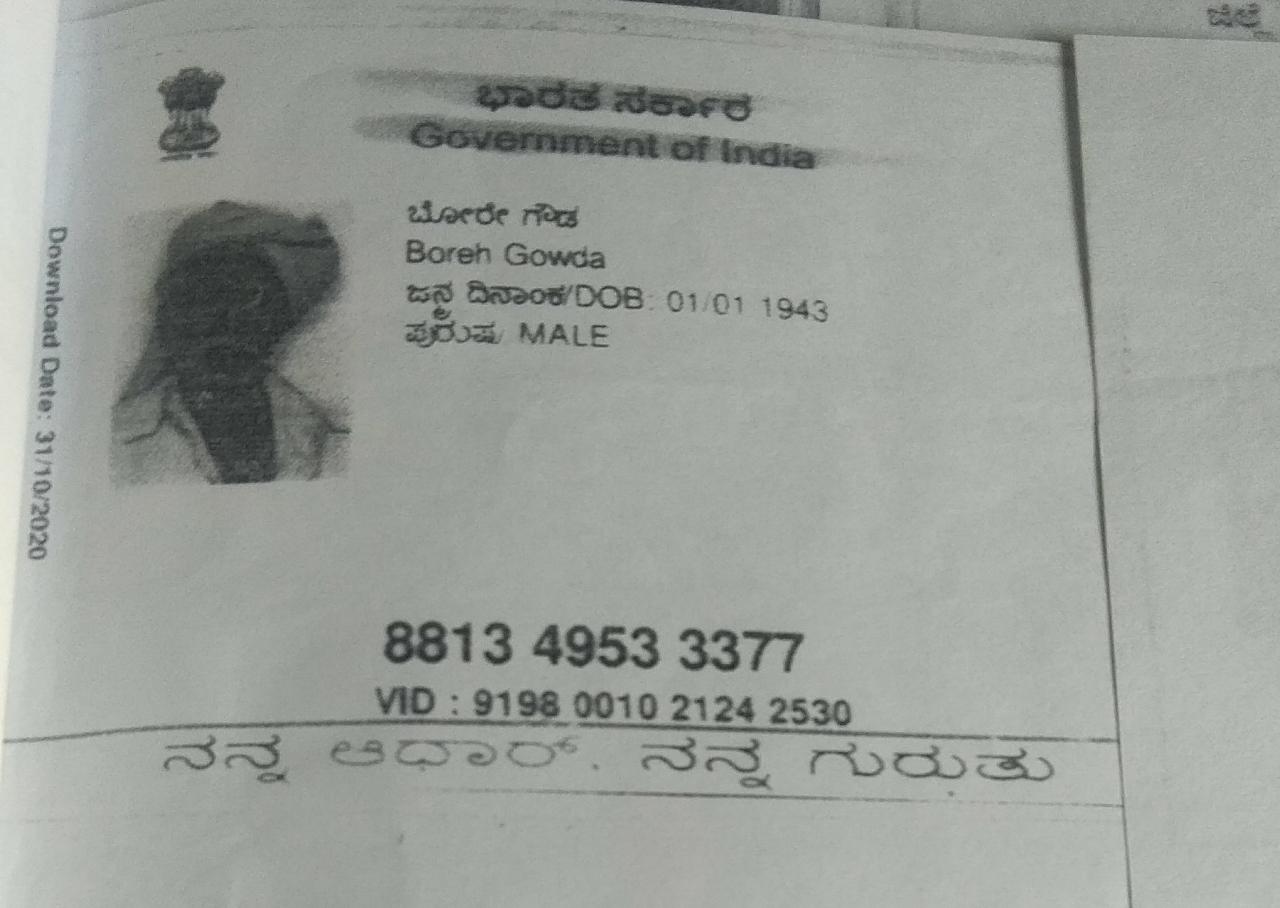 ಜಿಲ್ಲೆ
ಭಾರತ ಸರ್ಕಾರ
Government of India
ಬೋರೇ ಗೌಡ
Boreh Gowda
ಜನ್ಮ ದಿನಾಂಕ/DOB: 01/01 1943
ಪುರುಷ/ MALE
Download Date: 31/10/2020
8813 4953 3377
VID : 9198 0010 2124 2530
ನನ್ನ ಆಧಾರ್. ನನ್ನ ಗುರುತು